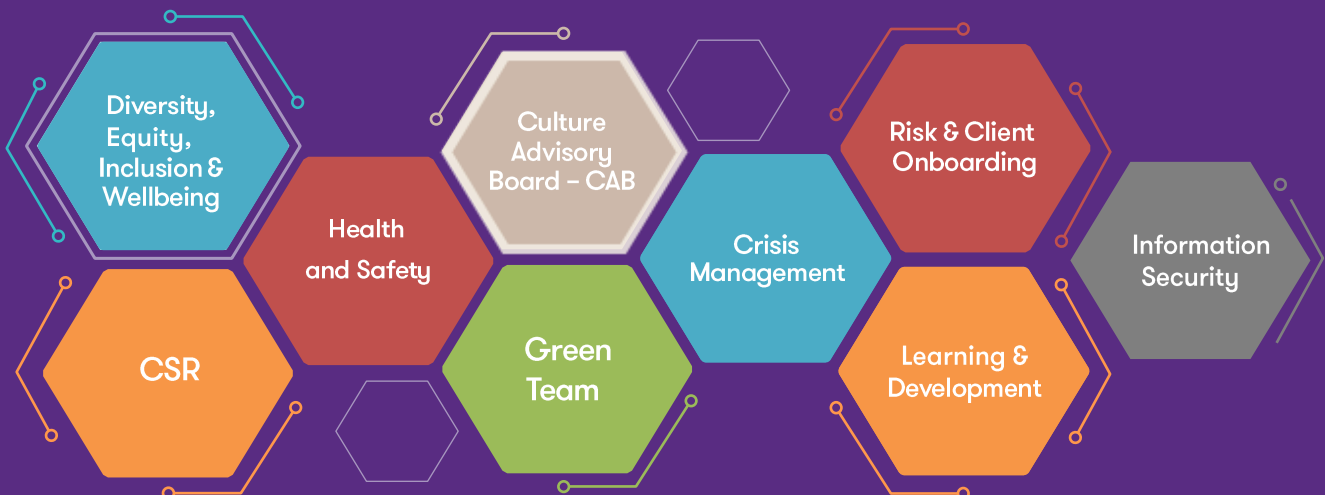 Diversity,
Equity,
Inclusion &
Wellbeing
Health
and Safety
CSR
Culture
Advisory
Board – CAB
Green
Team
Crisis
Management
Risk & Client
Onboarding
Learning &
Development
Information
Security